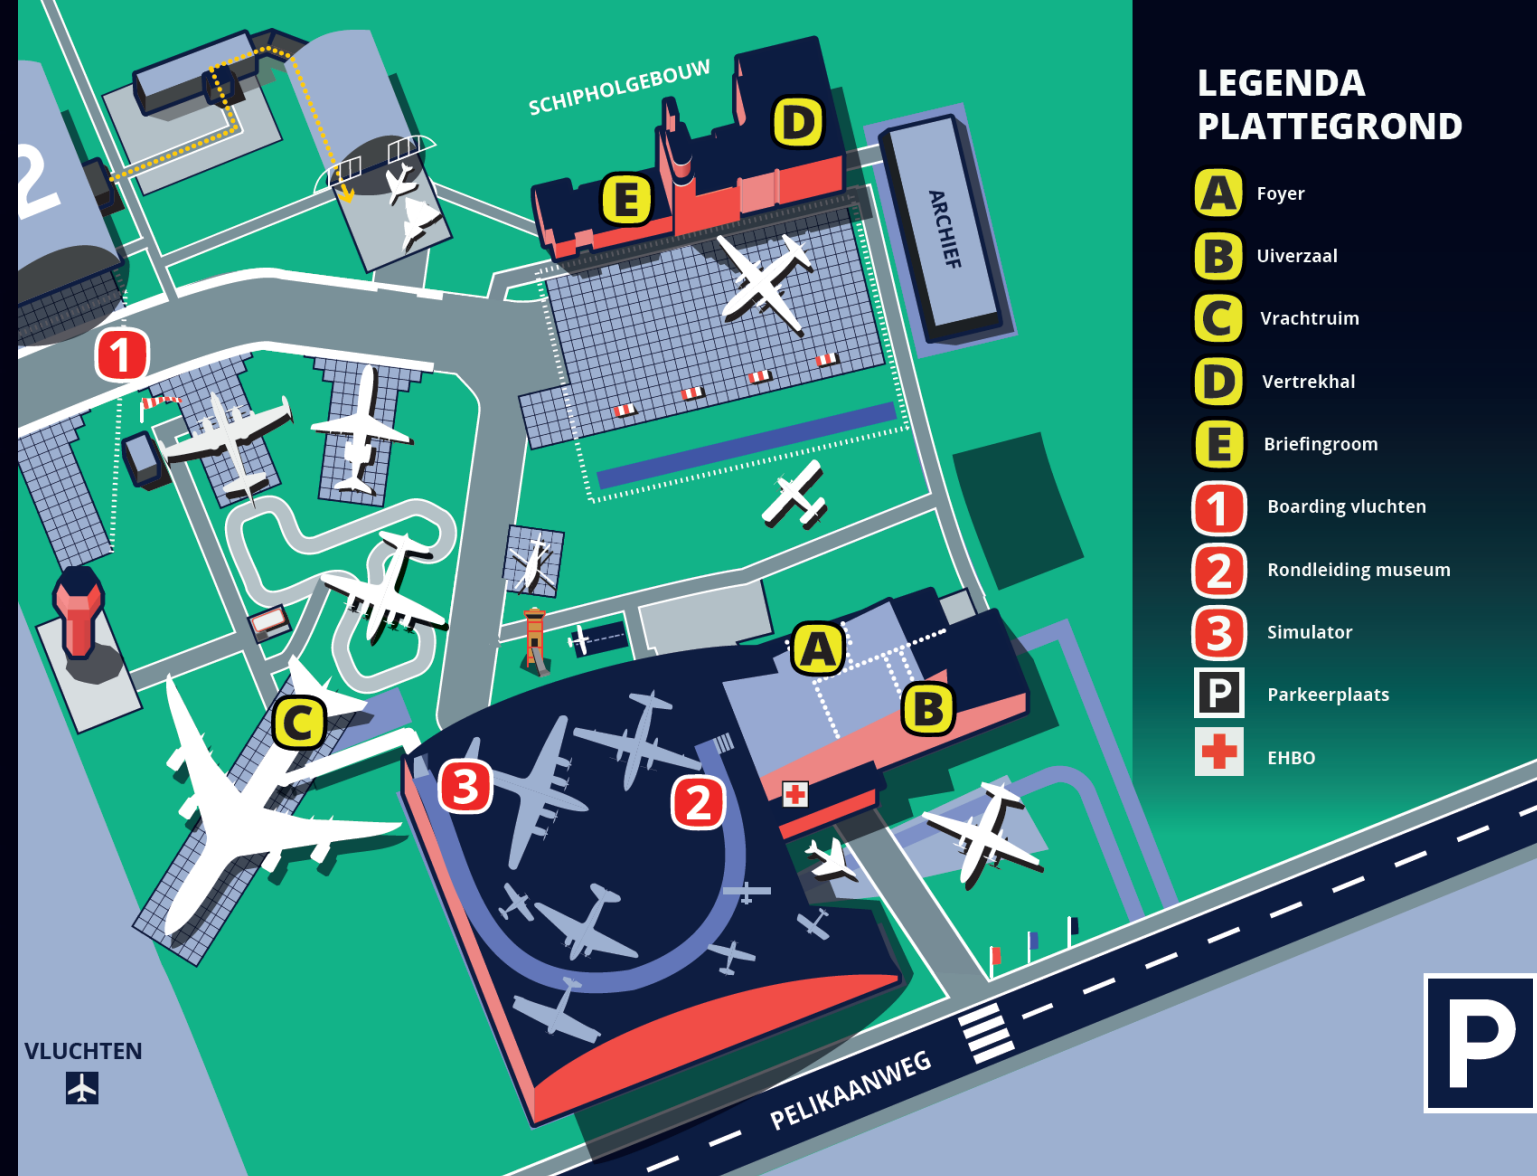 2
SCHIPHOLGEBOUW
D
E
ARCHIEF
1
A
B
C
3
2
VLUCHTEN
PELIKAANWEG
P
LEGENDA
PLATTEGROND
A Foyer
B Uiverzaal
C Vrachtruim
D Vertrekhal
E Briefingroom
1 Boarding vluchten
2 Rondleiding museum
3 Simulator
P Parkeerplaats
EHBO